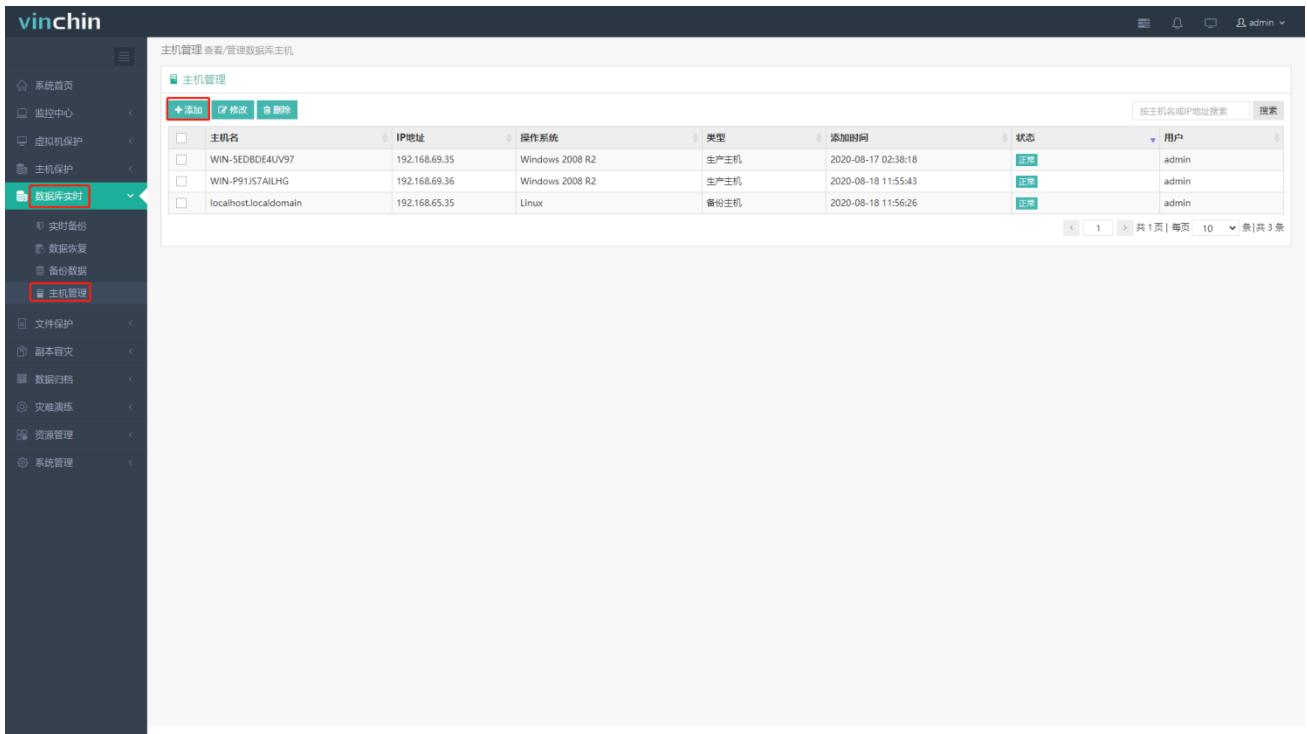 vinchin
admin
主机管理 查看/管理数据库主机
系统首页
监控中心
虚拟机保护
主机保护
数据库实时
实时备份
数据恢复
备份数据
主机管理
文件保护
副本容灾
数据归档
灾难演练
资源管理
系统管理
主机管理
添加 修改 删除 按主机名或IP地址搜索 搜索
主机名 IP地址 操作系统 类型 添加时间 状态 用户
WIN-5EDBDE4UV97 192.168.69.35 Windows 2008 R2 生产主机 2020-08-17 02:38:18 正常 admin
WIN-P91JS7AILHG 192.168.69.36 Windows 2008 R2 生产主机 2020-08-18 11:55:43 正常 admin
localhost.localdomain 192.168.65.35 Linux 备份主机 2020-08-18 11:56:26 正常 admin
1 共1页|每页 10 条|共3条